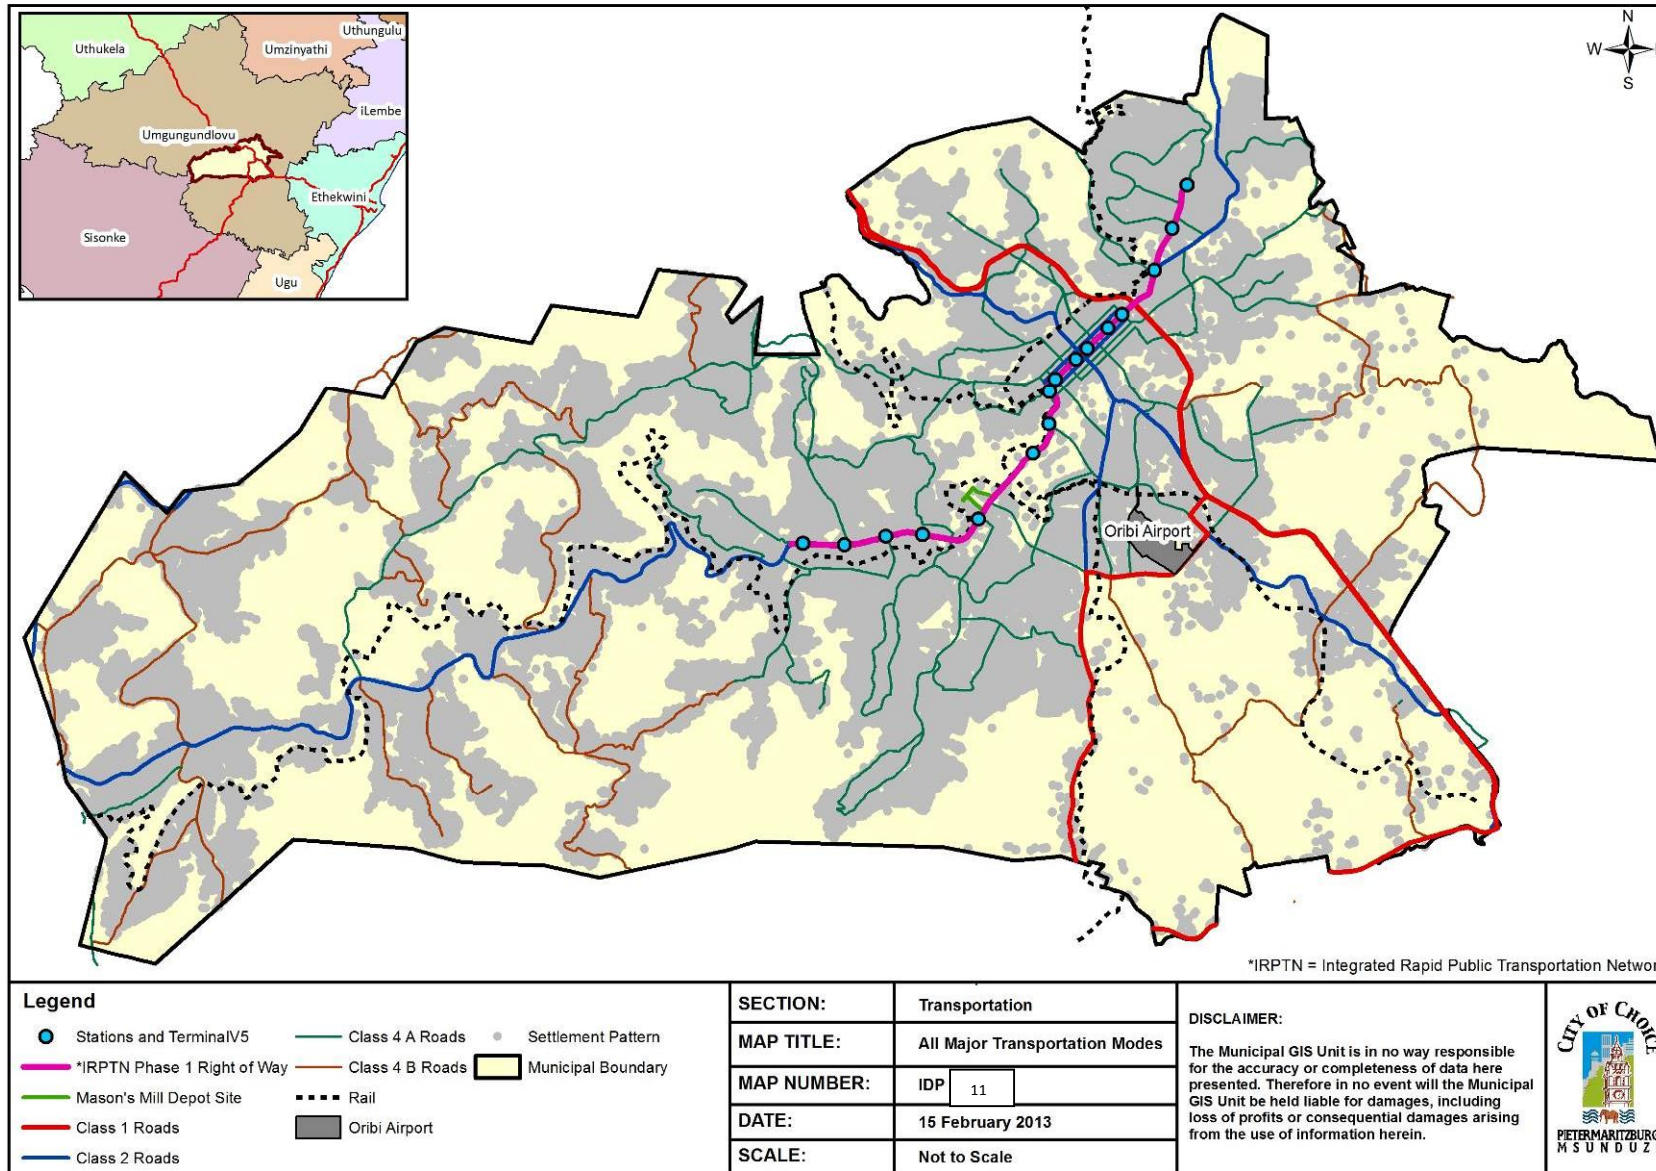 Uthukela
Umzinyathi
Uthungulu
iLembe
Umgungundlovu
Ethekwini
Sisonke
Ugu
N
W
S
Oribi Airport
*IRPTN = Integrated Rapid Public Transportation Networ
Legend
Stations and TerminalV5
*IRPTN Phase 1 Right of Way
Mason's Mill Depot Site
Class 1 Roads
Class 2 Roads
Class 4 A Roads
Class 4 B Roads
Rail
Oribi Airport
Settlement Pattern
Municipal Boundary
SECTION: Transportation
MAP TITLE: All Major Transportation Modes
MAP NUMBER: IDP 11
DATE: 15 February 2013
SCALE: Not to Scale
DISCLAIMER:
The Municipal GIS Unit is in no way responsible
for the accuracy or completeness of data here
presented. Therefore in no event will the Municipal
GIS Unit be held liable for damages, including
loss of profits or consequential damages arising
from the use of information herein.
CITY OF CHOICE
PIETERMARITZBURG
MSUNDUZ